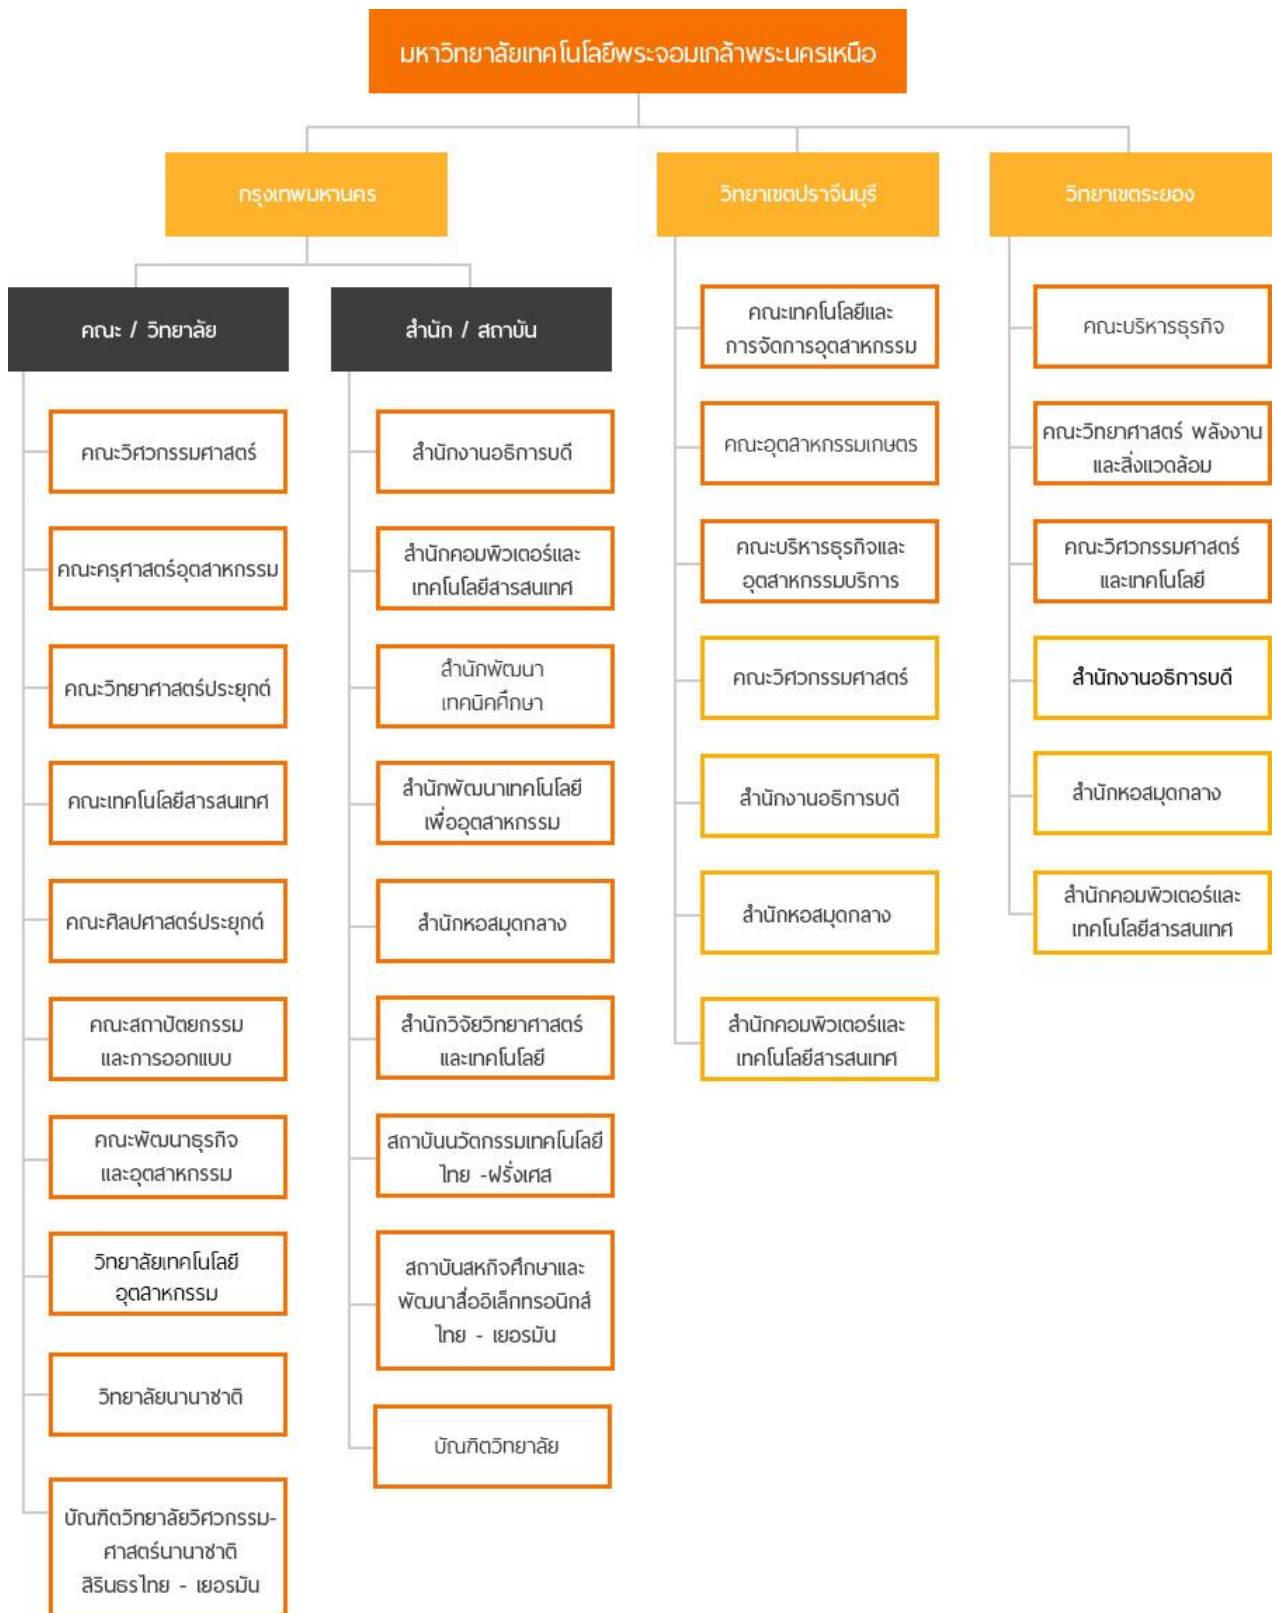 มหาวิทยาลัยเทคโนโลยีพระจอมเกล้าพระนครเหนือ
กรุงเทพมหานคร
คณะ / วิทยาลัย
คณะวิศวกรรมศาสตร์
คณะครุศาสตร์อุตสาหกรรม
คณะวิทยาศาสตร์ประยุกต์
คณะเทคโนโลยีสารสนเทศ
คณะศิลปศาสตร์ประยุกต์
คณะสถาปัตยกรรม
และการออกแบบ
คณะพัฒนาธุรกิจ
และอุตสาหกรรม
วิทยาลัยเทคโนโลยี
อุตสาหกรรม
วิทยาลัยนานาชาติ
บัณฑิตวิทยาลัยวิศวกรรม-
ศาสตร์นานาชาติ
สิรินธรไทย - เยอรมัน
สำนัก / สถาบัน
สำนักงานอธิการบดี
สำนักคอมพิวเตอร์และ
เทคโนโลยีสารสนเทศ
สำนักพัฒนา
เทคนิคศึกษา
สำนักพัฒนาเทคโนโลยี
เพื่ออุตสาหกรรม
สำนักหอสมุดกลาง
สำนักวิจัยวิทยาศาสตร์
และเทคโนโลยี
สถาบันนวัตกรรมเทคโนโลยี
ไทย -ฝรั่งเศส
สถาบันสหกิจศึกษาและ
พัฒนาสื่ออิเล็กทรอนิกส์
ไทย - เยอรมัน
บัณฑิตวิทยาลัย
วิทยาเขตปราจีนบุรี
คณะเทคโนโลยีและ
การจัดการอุตสาหกรรม
คณะอุตสาหกรรมเกษตร
คณะบริหารธุรกิจและ
อุตสาหกรรมบริการ
คณะวิศวกรรมศาสตร์
สำนักงานอธิการบดี
สำนักหอสมุดกลาง
สำนักคอมพิวเตอร์และ
เทคโนโลยีสารสนเทศ
วิทยาเขตระยอง
คณะบริหารธุรกิจ
คณะวิทยาศาสตร์ พลังงาน
และสิ่งแวดล้อม
คณะวิศวกรรมศาสตร์
และเทคโนโลยี
สำนักงานอธิการบดี
สำนักหอสมุดกลาง
สำนักคอมพิวเตอร์และ
เทคโนโลยีสารสนเทศ